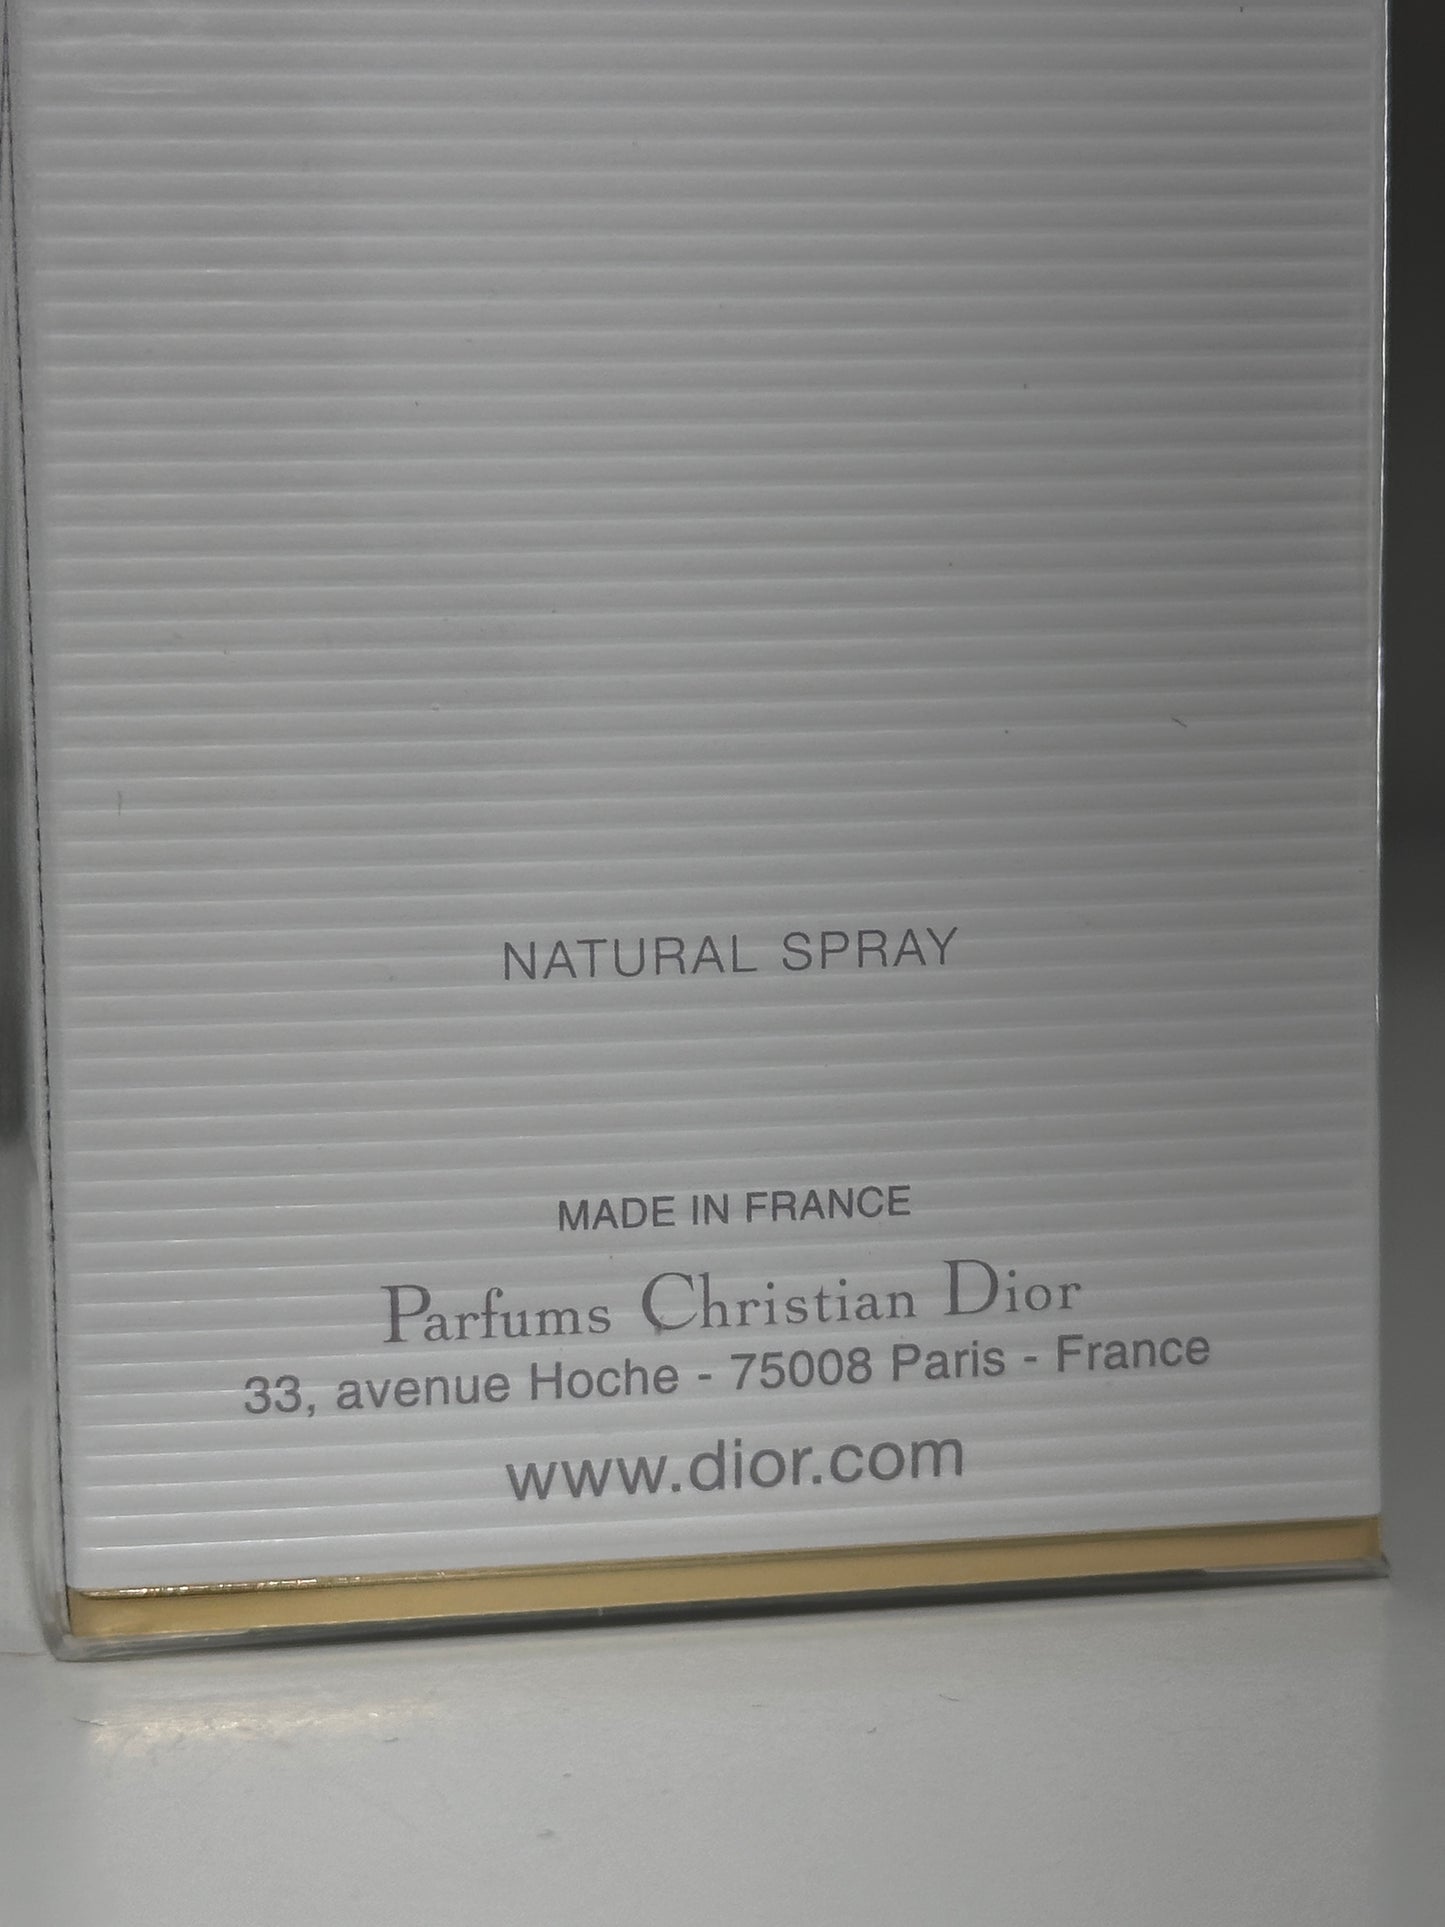 NATURAL SPRAY
MADE IN FRANCE
Parfums Christian Dior
33, avenue Hoche - 75008 Paris - France
www.dior.com